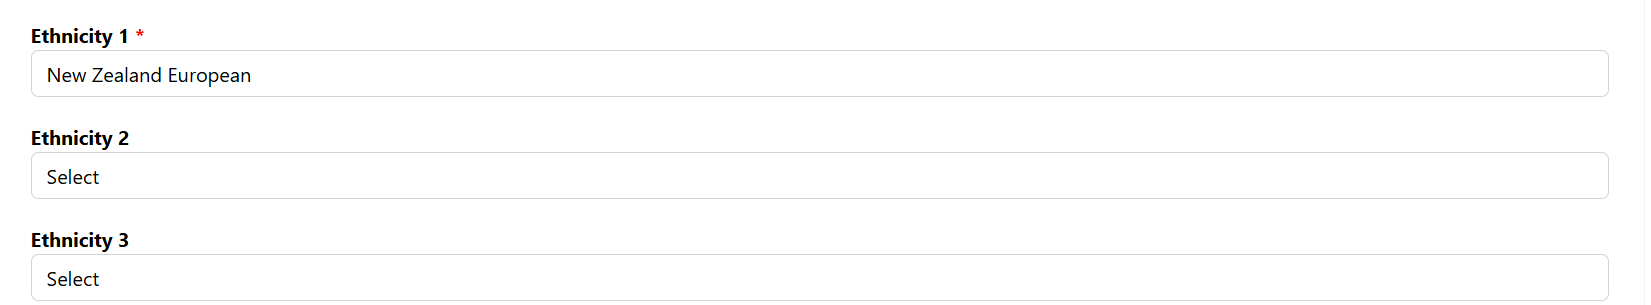 Ethnicity 1 *
New Zealand European
Ethnicity 2
Select
Ethnicity 3
Select